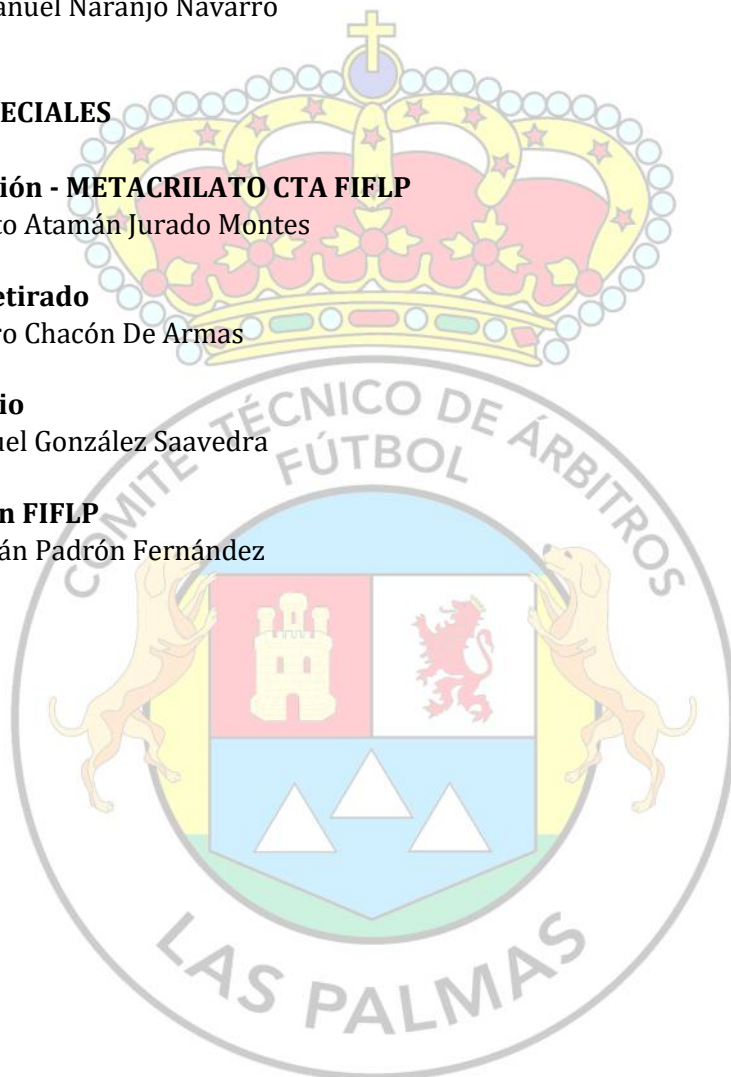 anuel Naranjo Navarro
ECIALES
ión - METACRILATO CTA FIFLP
to Atamán Jurado Montes
etirado
ro Chacón De Armas
io
uel González Saavedra
n FIFLP
án Padrón Fernández
COMITÉ TÉCNICO DE ÁRBITROS
FÚTBOL
LAS PALMAS